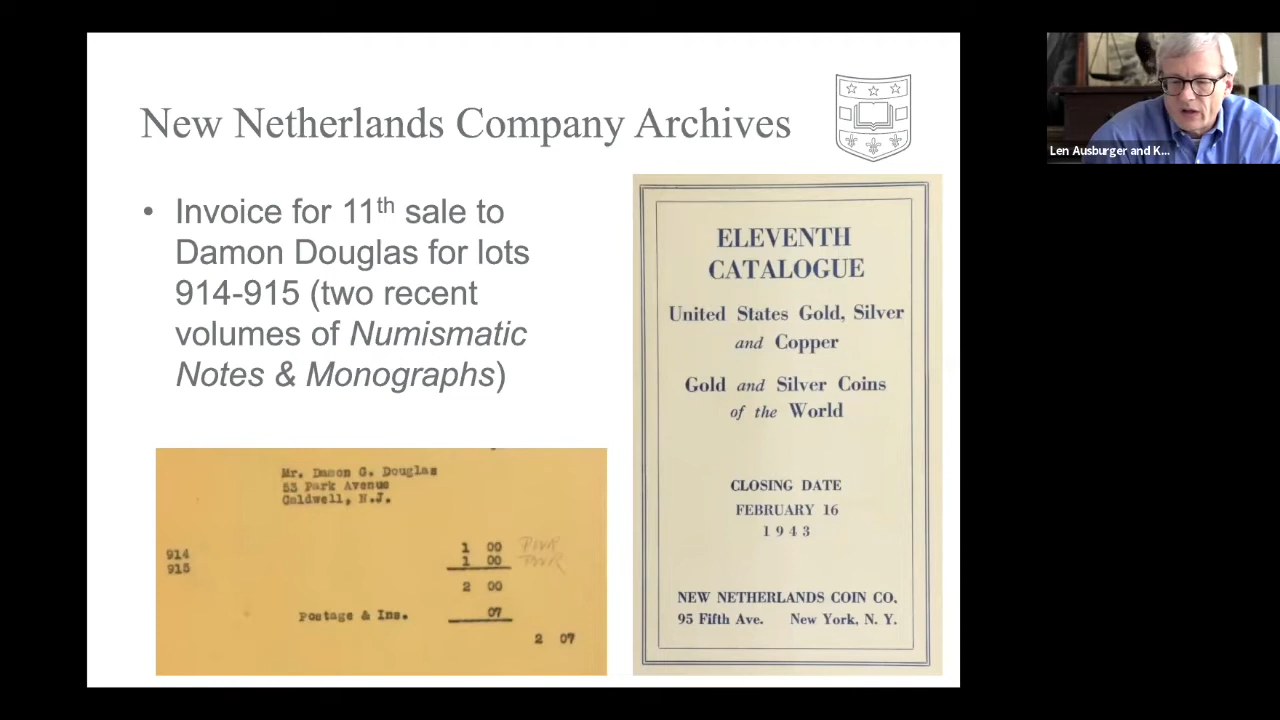 New Netherlands Company Archives
• Invoice for 11th sale to
Damon Douglas for lots
914-915 (two recent
volumes of Numismatic
Notes & Monographs)
Mr. Damon G. Douglas
53 Park Avenue
Caldwell, N.J.
914 1 00
915 1 00
2 00
Postage & Ins. 07
2 07
ELEVENTH
CATALOGUE
United States Gold, Silver
and Copper
Gold and Silver Coins
of the World
CLOSING DATE
FEBRUARY 16
1943
NEW NETHERLANDS COIN CO.
95 Fifth Ave. New York, N. Y.
Len Ausburger and K...